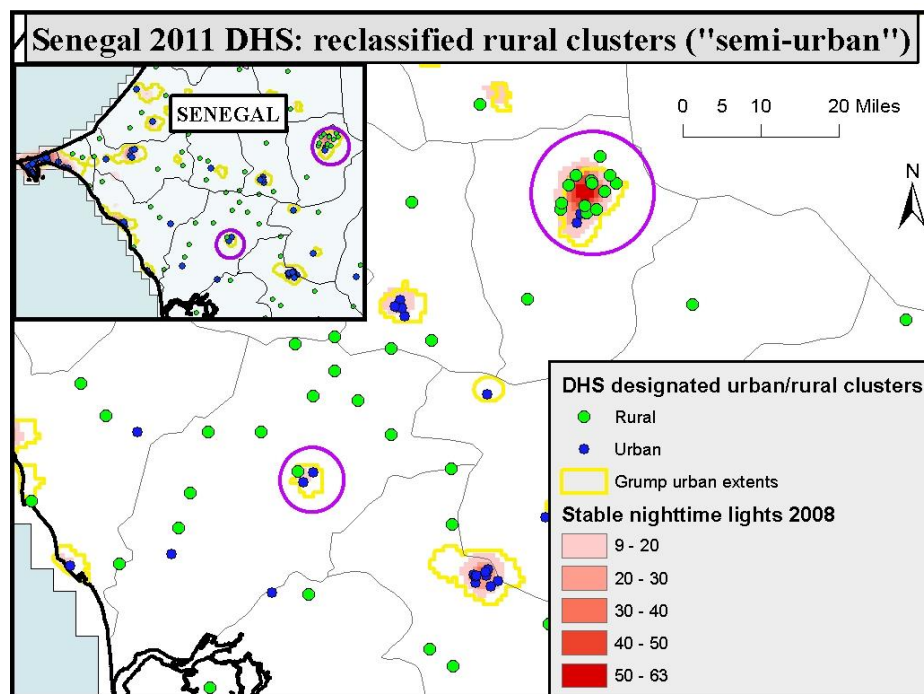 Senegal 2011 DHS: reclassified rural clusters ("semi-urban")
SENEGAL
0 5 10 20 Miles
N
DHS designated urban/rural clusters
Rural
Urban
Grump urban extents
Stable nighttime lights 2008
9 - 20
20 - 30
30 - 40
40 - 50
50 - 63